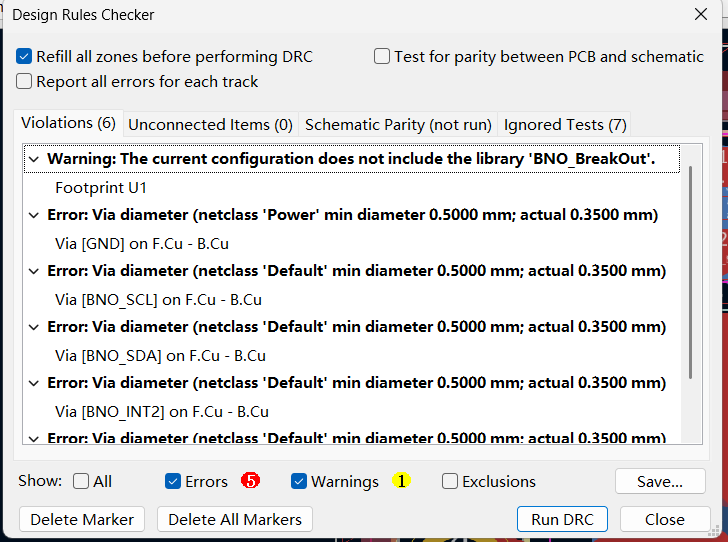 Design Rules Checker
Refill all zones before performing DRC
Test for parity between PCB and schematic
Report all errors for each track
Violations (6)
Unconnected Items (0)
Schematic Parity (not run)
Ignored Tests (7)
Warning: The current configuration does not include the library 'BNO_BreakOut'.
Footprint U1
Error: Via diameter (netclass 'Power' min diameter 0.5000 mm; actual 0.3500 mm)
Via [GND] on F.Cu - B.Cu
Error: Via diameter (netclass 'Default' min diameter 0.5000 mm; actual 0.3500 mm)
Via [BNO_SCL] on F.Cu - B.Cu
Error: Via diameter (netclass 'Default' min diameter 0.5000 mm; actual 0.3500 mm)
Via [BNO_SDA] on F.Cu - B.Cu
Error: Via diameter (netclass 'Default' min diameter 0.5000 mm; actual 0.3500 mm)
Via [BNO_INT2] on F.Cu - B.Cu
Error: Via diameter (netclass 'Default' min diameter 0.5000 mm; actual 0.3500 mm)
Show:
All
Errors
5
Warnings
1
Exclusions
Save...
Delete Marker
Delete All Markers
Run DRC
Close